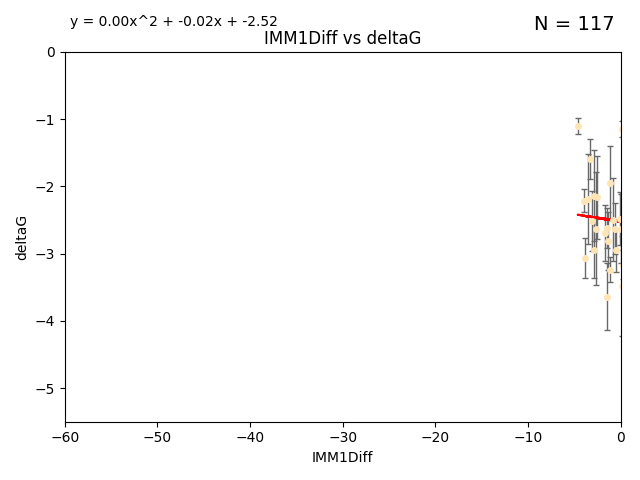 y = 0.00x^2 + -0.02x + -2.52
N = 117
IMM1Diff vs deltaG
deltaG
0
−1
−2
−3
−4
−5
−60
−50
−40
−30
−20
−10
0
IMM1Diff